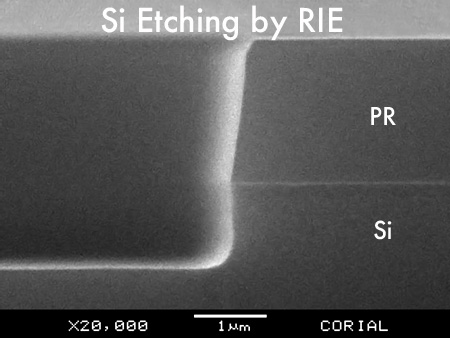 Si Etching by RIE
PR
Si
X20,000 1μm CORIAL